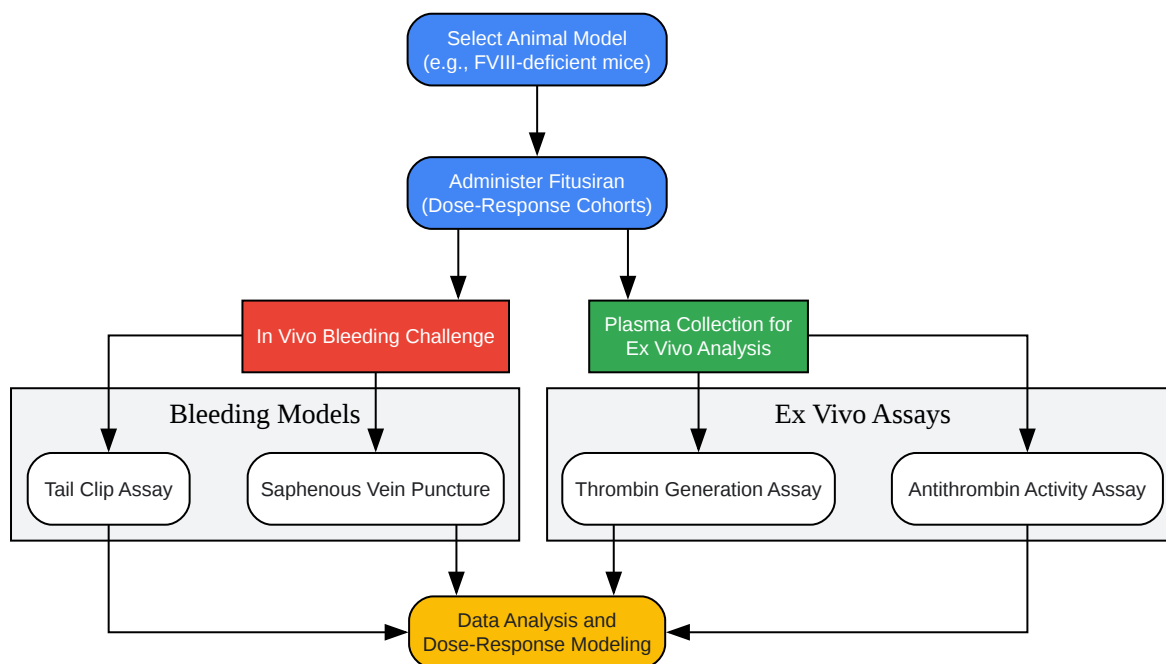 Select Animal Model
(e.g., FVIII-deficient mice)
Administer Fitusiran
(Dose-Response Cohorts)
In Vivo Bleeding Challenge
Plasma Collection for
Ex Vivo Analysis
Bleeding Models
Ex Vivo Assays
Tail Clip Assay
Saphenous Vein Puncture
Thrombin Generation Assay
Antithrombin Activity Assay
Data Analysis and
Dose-Response Modeling